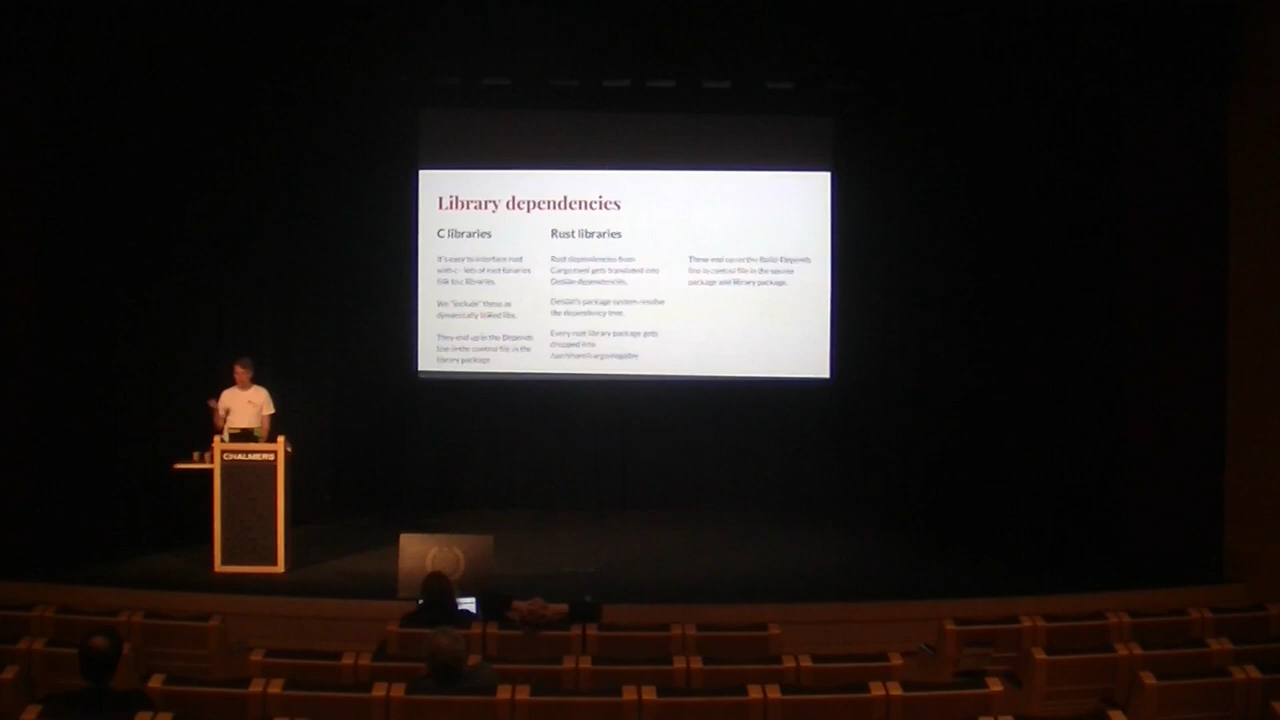 Library dependencies
C libraries
It's easy to interface rust
with c - lots of rust binaries
link to c libraries.
We "include" these as
dynamically linked libs.
They end up in the Depends
line in the control file in the
library package
Rust libraries
Rust dependencies from
Cargo.toml gets translated into
Debian dependencies.
Debian's package system resolve
the dependency tree.
Every rust library package gets
dropped into
/usr/share/cargo/registry
These end up on the Build-Depends
line in control file in the source
package and library package.
CHALMERS